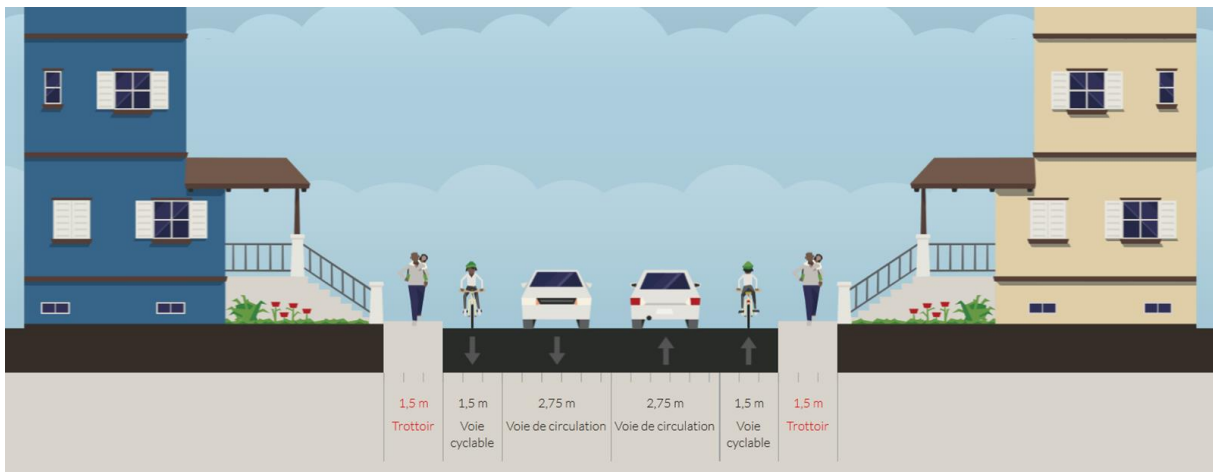 1,5 m
Trottoir
1,5 m
Voie
cyclable
2,75 m
Voie de circulation
2,75 m
Voie de circulation
1,5 m
Voie
cyclable
1,5 m
Trottoir